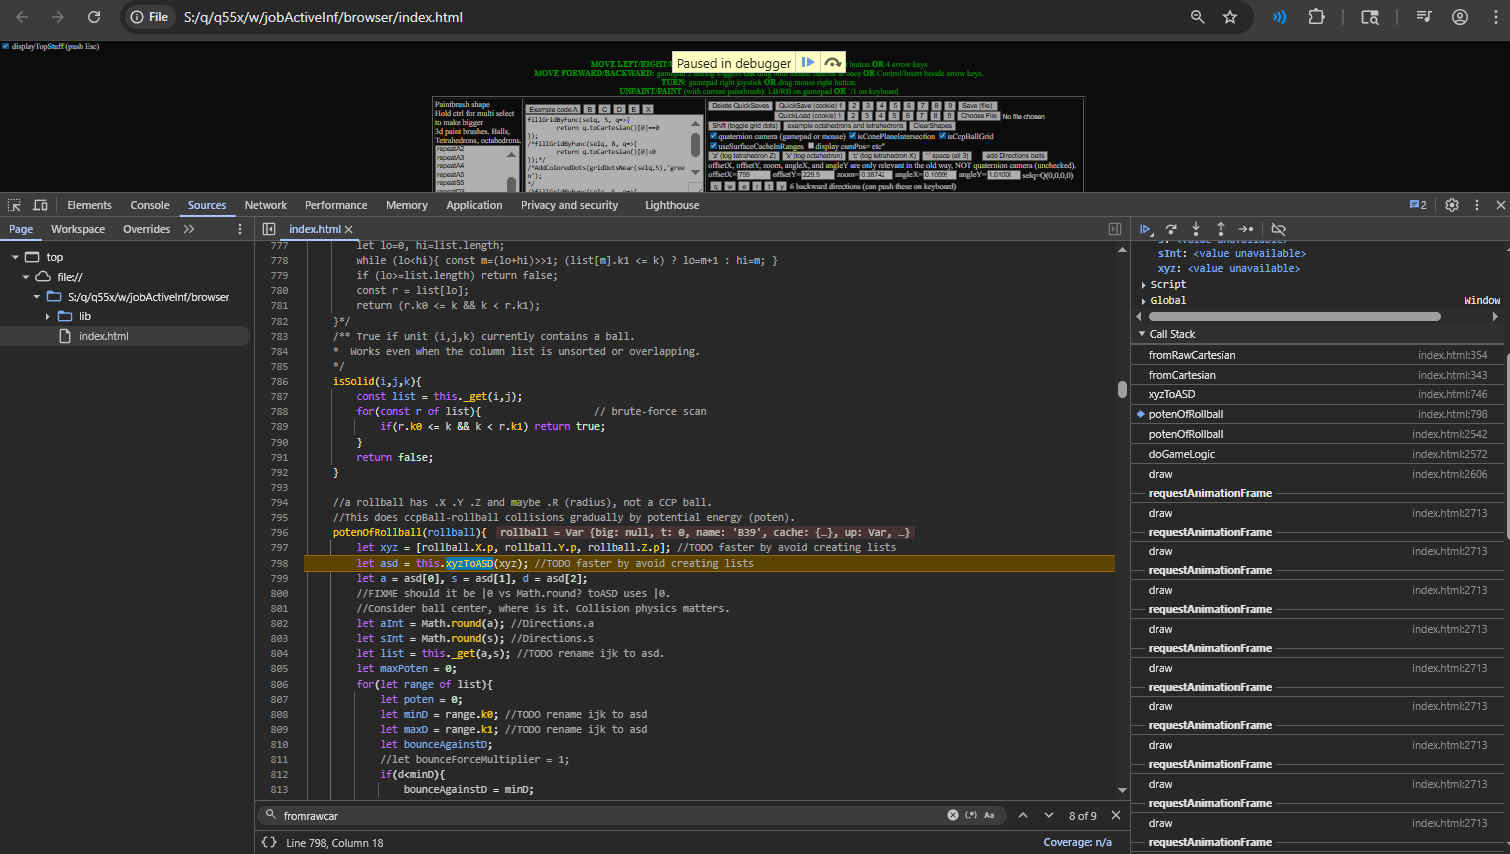 File
S:/q/q55x/w/jobActiveInf/browser/index.html
displayTopStuff (push Esc)
Paused in debugger
MOVE LEFT/RIGHT/
button OR 4 arrow keys
MOVE FORWARD/BACKWARD:
OR Control/Insert beside arrow keys.
TURN: gamepad right joystick OR drag mouse right button.
UNPAINT/PAINT (with current paintbrush): LB/RB on gamepad OR '/1 on keyboard
Paintbrush shape
Hold ctrl for multi select
to make bigger
3d paint brushes. Balls,
Tetrahedrons, octahedrons,
repeatA2
repeatA3
repeatA4
repeatA5
repeatS5
Example code A B C D E X
fillGridByFunc(selq, 5, q=>{
return q.toCartesian()[0]==0
});
/*fillGridByFunc(selq, 8, q=>{
return q.toCartesian()[0]>0
});*/
/*AddColoredDots(gridDotsNear(selq,5),"gree
n");
*/
Delete QuickSaves QuickSave (cookie) 1 2 3 4 5 6 7 8 9 Save (file)
QuickLoad (cookie) 1 2 3 4 5 6 7 8 9 Choose File No file chosen
Shift (toggle grid dots) example octahedrons and tetrahedrons ClearShapes
quaternion camera (gamepad or mouse) isConePlaneIntersection isCcpBallGrid
useSurfaceCacheInRanges display camPos= etc"
'z' (tog tetrahedron Z) 'x' (tog octahedron) 'c' (tog tetrahedron X) ' ' space (all 3) add Directions balls
offsetX, offsetY, zoom, angleX, and angleY are only relevant in the old way, NOT quaternion camera (unchecked).
offsetX= 759 offsetY= 229.5 zoom= 0.3874 angleX= 0.1099 angleY= 1.0100 selq=Q(0,0,0,0)
q w e r t y 6 backward directions (can push these on keyboard)
Elements Console Sources Network Performance Memory Application Privacy and security Lighthouse 2
Page Workspace Overrides
top
file://
S:/q/q55x/w/jobActiveInf/browser
lib
index.html
index.html
777 let lo=0, hi=list.length;
778 while (lo<hi){ const m=(lo+hi)>>1; (list[m].k1 <= k) ? lo=m+1 : hi=m; }
779 if (lo>=list.length) return false;
780 const r = list[lo];
781 return (r.k0 <= k && k < r.k1);
782 }*/
783 /** True if unit (i,j,k) currently contains a ball.
784 * Works even when the column list is unsorted or overlapping.
785 */
786 isSolid(i,j,k){
787 const list = this._get(i,j);
788 for(const r of list){ // brute-force scan
789 if(r.k0 <= k && k < r.k1) return true;
790 }
791 return false;
792 }
793
794 //a rollball has .X .Y .Z and maybe .R (radius), not a CCP ball.
795 //This does ccpBall-rollball collisions gradually by potential energy (poten).
796 potenOfRollball(rollball){ rollball = Var {big: null, t: 0, name: 'B39', cache: {…}, up: Var, …}
797 let xyz = [rollball.X.p, rollball.Y.p, rollball.Z.p]; //TODO faster by avoid creating lists
798 let asd = this.xyzToASD(xyz); //TODO faster by avoid creating lists
799 let a = asd[0], s = asd[1], d = asd[2];
800 //FIXME should it be |0 vs Math.round? toASD uses |0.
801 //Consider ball center, where is it. Collision physics matters.
802 let aInt = Math.round(a); //Directions.a
803 let sInt = Math.round(s); //Directions.s
804 let list = this._get(a,s); //TODO rename ijk to asd.
805 let maxPoten = 0;
806 for(let range of list){
807 let poten = 0;
808 let minD = range.k0; //TODO rename ijk to asd
809 let maxD = range.k1; //TODO rename ijk to asd
810 let bounceAgainstD;
811 //let bounceForceMultiplier = 1;
812 if(d<minD){
813 bounceAgainstD = minD;
fromrawcar
(.*) Aa
8 of 9
{} Line 798, Column 18
Coverage: n/a
s: <value unavailable>
sInt: <value unavailable>
xyz: <value unavailable>
Script
Global Window
Call Stack
fromRawCartesian index.html:354
fromCartesian index.html:343
xyzToASD index.html:746
potenOfRollball index.html:798
potenOfRollball index.html:2542
doGameLogic index.html:2572
draw index.html:2606
requestAnimationFrame
draw index.html:2713
requestAnimationFrame
draw index.html:2713
requestAnimationFrame
draw index.html:2713
requestAnimationFrame
draw index.html:2713
requestAnimationFrame
draw index.html:2713
requestAnimationFrame
draw index.html:2713
requestAnimationFrame
draw index.html:2713
requestAnimationFrame
draw index.html:2713
requestAnimationFrame
draw index.html:2713
requestAnimationFrame